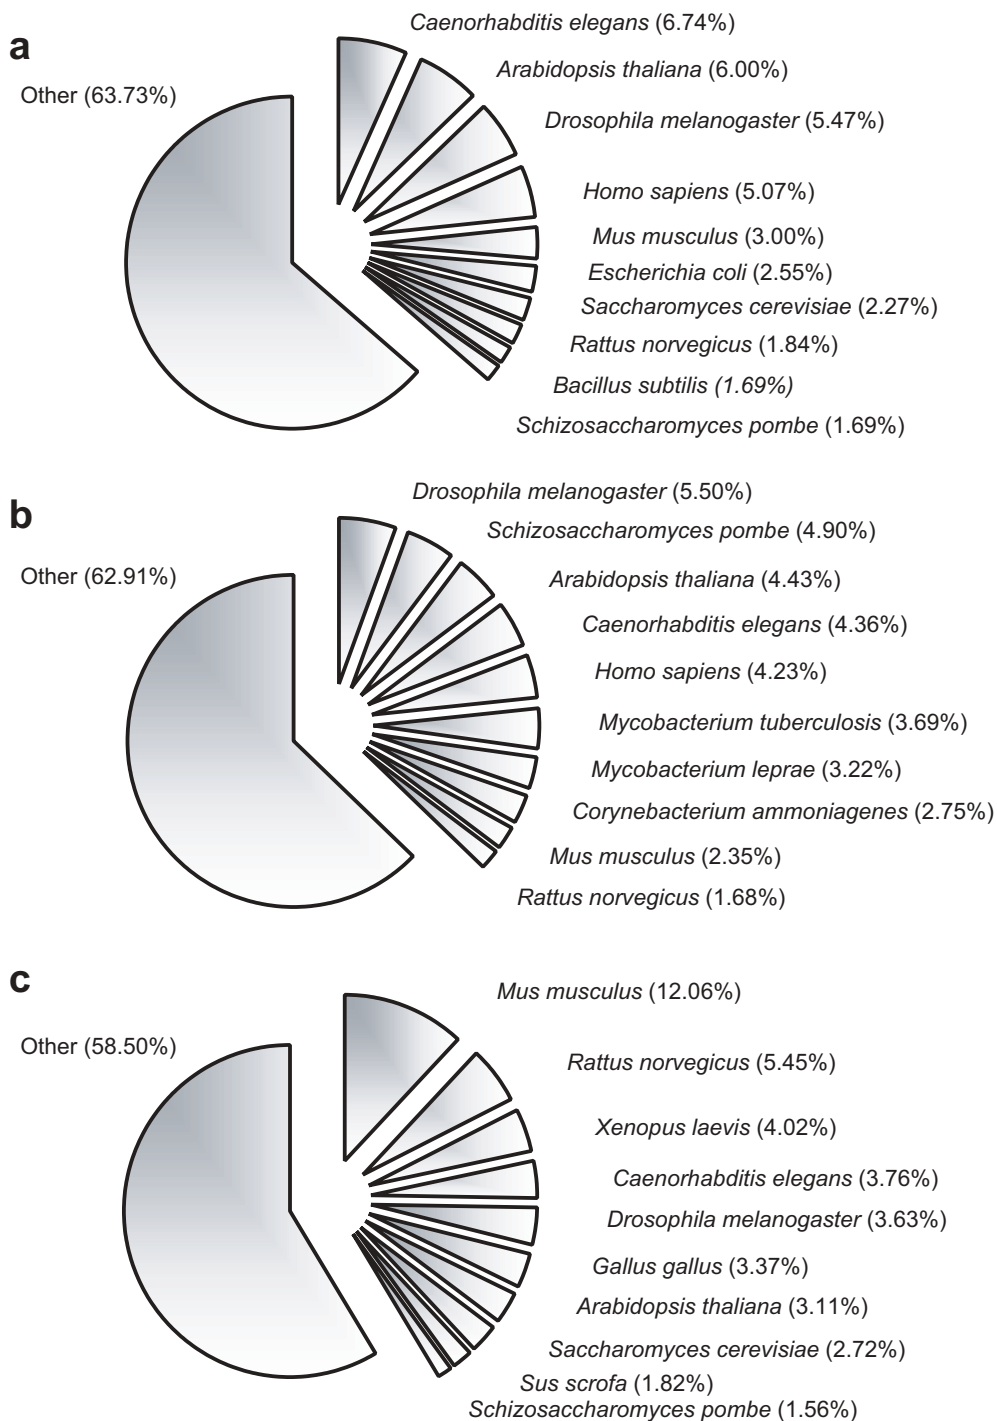 a
Caenorhabditis elegans (6.74%)
Arabidopsis thaliana (6.00%)
Other (63.73%)
Drosophila melanogaster (5.47%)
Homo sapiens (5.07%)
Mus musculus (3.00%)
Escherichia coli (2.55%)
Saccharomyces cerevisiae (2.27%)
Rattus norvegicus (1.84%)
Bacillus subtilis (1.69%)
Schizosaccharomyces pombe (1.69%)
b
Drosophila melanogaster (5.50%)
Schizosaccharomyces pombe (4.90%)
Other (62.91%)
Arabidopsis thaliana (4.43%)
Caenorhabditis elegans (4.36%)
Homo sapiens (4.23%)
Mycobacterium tuberculosis (3.69%)
Mycobacterium leprae (3.22%)
Corynebacterium ammoniagenes (2.75%)
Mus musculus (2.35%)
Rattus norvegicus (1.68%)
c
Mus musculus (12.06%)
Other (58.50%)
Rattus norvegicus (5.45%)
Xenopus laevis (4.02%)
Caenorhabditis elegans (3.76%)
Drosophila melanogaster (3.63%)
Gallus gallus (3.37%)
Arabidopsis thaliana (3.11%)
Saccharomyces cerevisiae (2.72%)
Sus scrofa (1.82%)
Schizosaccharomyces pombe (1.56%)